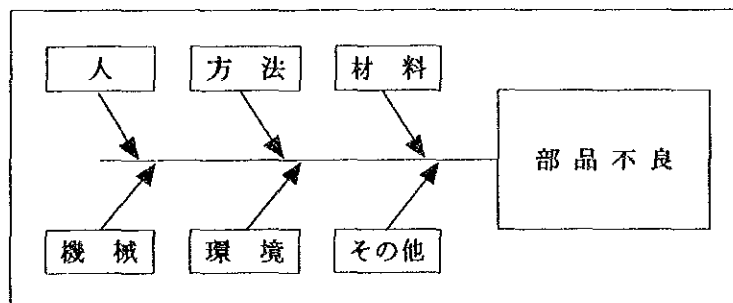 人
方法
材料
部品不良
機械
環境
その他